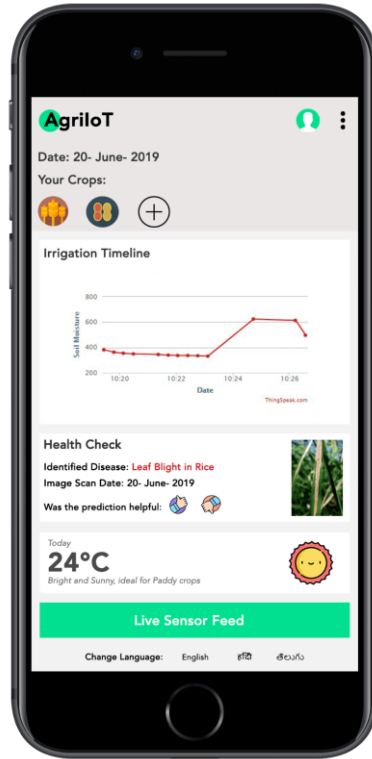 AgriIoT
Date: 20- June- 2019
Your Crops:
Irrigation Timeline
800
600
400
200
Soil Moisture
10:20 10:22 10:24 10:26
Date
ThingSpeak.com
Health Check
Identified Disease: Leaf Blight in Rice
Image Scan Date: 20- June- 2019
Was the prediction helpful:
Today
24°C
Bright and Sunny, ideal for Paddy crops
Live Sensor Feed
Change Language: English हिंदी తెలుగు